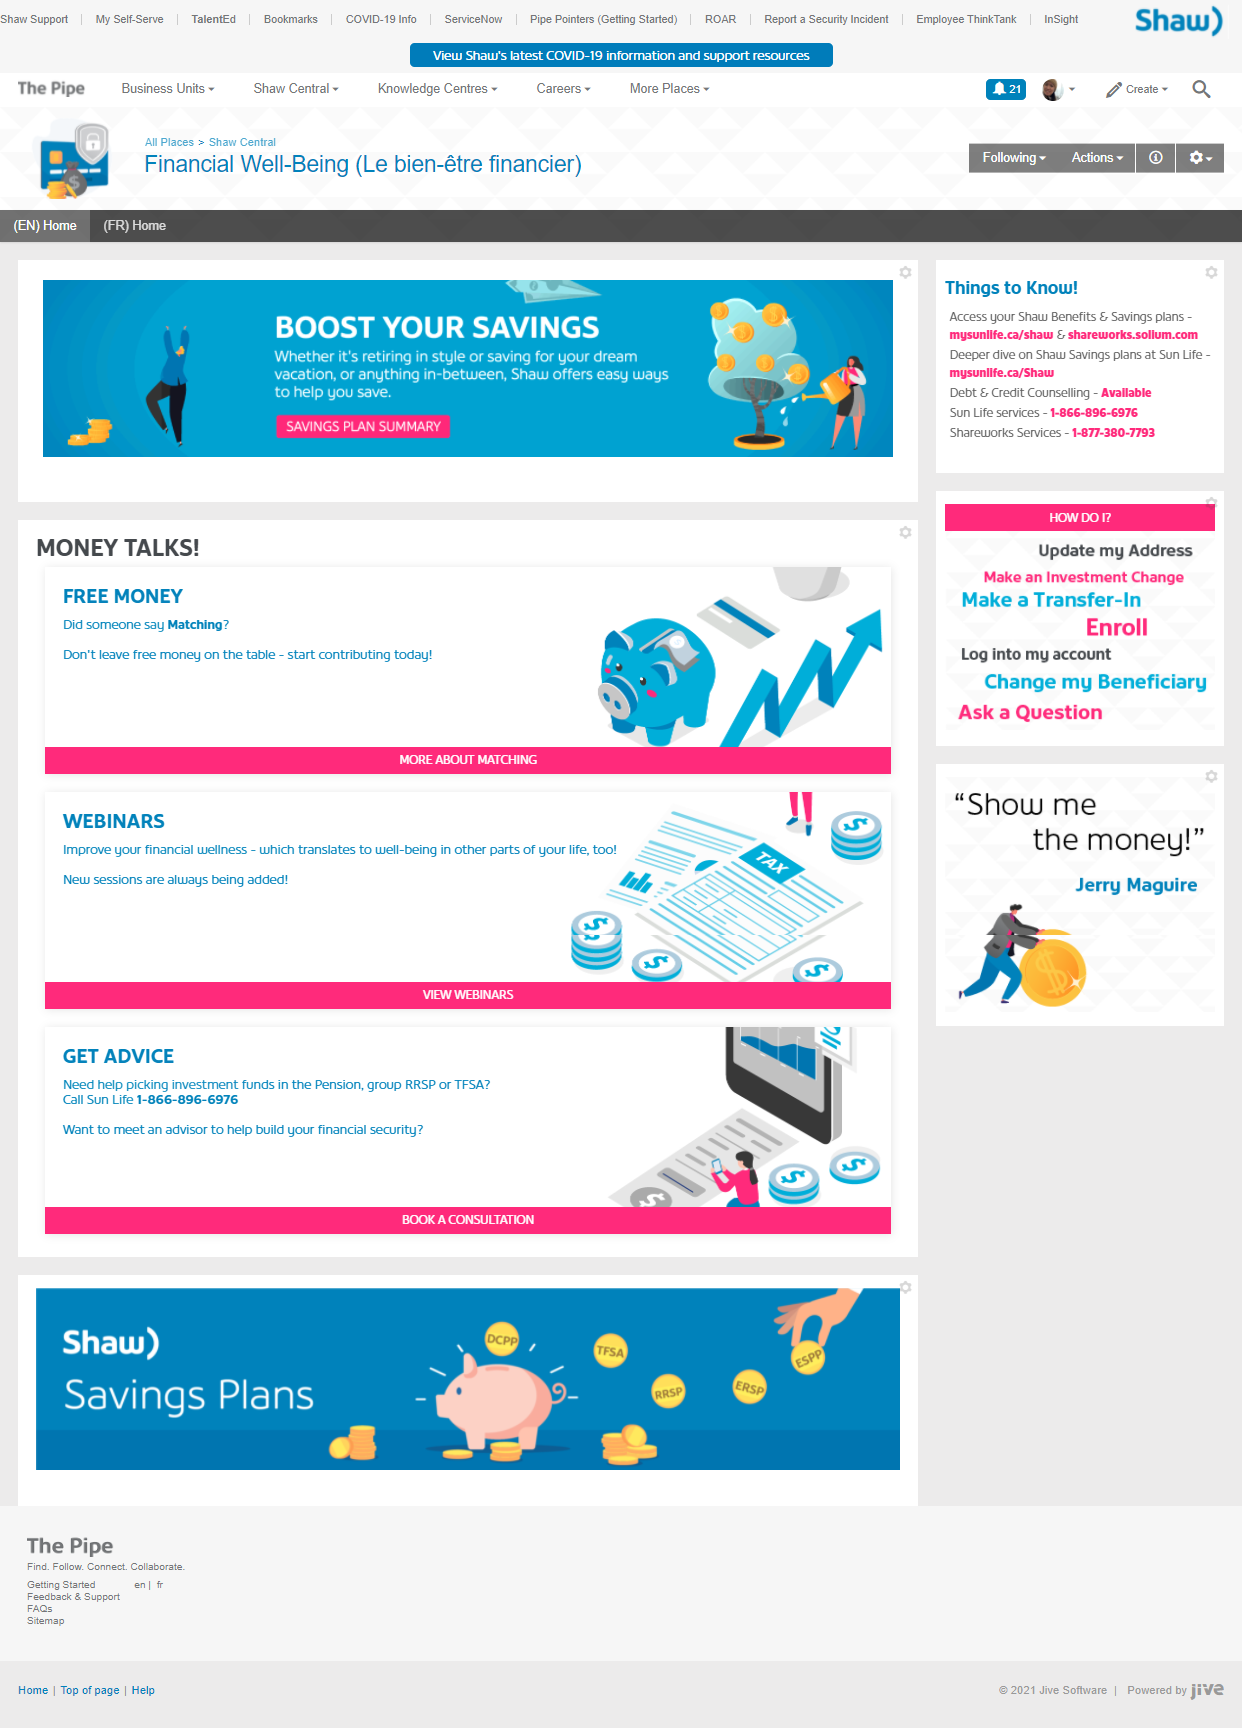 Shaw Support | My Self-Serve | TalentEd | Bookmarks | COVID-19 Info | ServiceNow | Pipe Pointers (Getting Started) | ROAR | Report a Security Incident | Employee ThinkTank | InSight
Shaw)
View Shaw's latest COVID-19 information and support resources
The Pipe Business Units Shaw Central Knowledge Centres Careers More Places 21 Create
All Places > Shaw Central
Financial Well-Being (Le bien-être financier)
Following Actions
(EN) Home (FR) Home
BOOST YOUR SAVINGS
Whether it's retiring in style or saving for your dream
vacation, or anything in-between, Shaw offers easy ways
to help you save.
SAVINGS PLAN SUMMARY
MONEY TALKS!
FREE MONEY
Did someone say Matching?
Don't leave free money on the table - start contributing today!
MORE ABOUT MATCHING
WEBINARS
Improve your financial wellness - which translates to well-being in other parts of your life, too!
New sessions are always being added!
TAX
VIEW WEBINARS
GET ADVICE
Need help picking investment funds in the Pension, group RRSP or TFSA?
Call Sun Life 1-866-896-6976
Want to meet an advisor to help build your financial security?
BOOK A CONSULTATION
Shaw)
Savings Plans
DCPP
TFSA
RRSP
ERSP
ESPP
Things to Know!
Access your Shaw Benefits & Savings plans -
mysunlife.ca/shaw & shareworks.solium.com
Deeper dive on Shaw Savings plans at Sun Life -
mysunlife.ca/Shaw
Debt & Credit Counselling - Available
Sun Life services - 1-866-896-6976
Shareworks Services - 1-877-380-7793
HOW DO I?
Update my Address
Make an Investment Change
Make a Transfer-In
Enroll
Log into my account
Change my Beneficiary
Ask a Question
“Show me
the money!”
Jerry Maguire
The Pipe
Find. Follow. Connect. Collaborate.
Getting Started en | fr
Feedback & Support
FAQs
Sitemap
Home | Top of page | Help
© 2021 Jive Software | Powered by jive